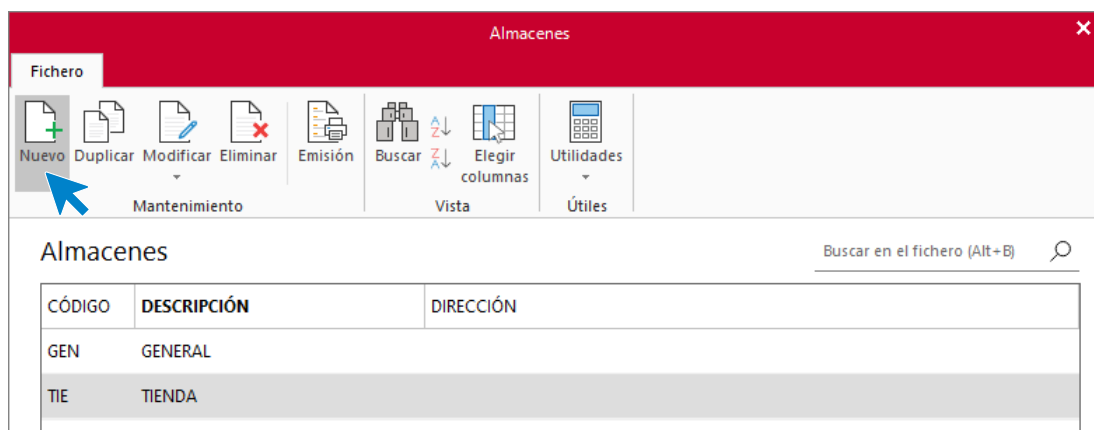 Almacenes
Fichero
Nuevo Duplicar Modificar Eliminar Emisión Buscar Elegir columnas Utilidades
Mantenimiento Vista Útiles
Almacenes Buscar en el fichero (Alt+B)
CÓDIGO DESCRIPCIÓN DIRECCIÓN
GEN GENERAL
TIE TIENDA